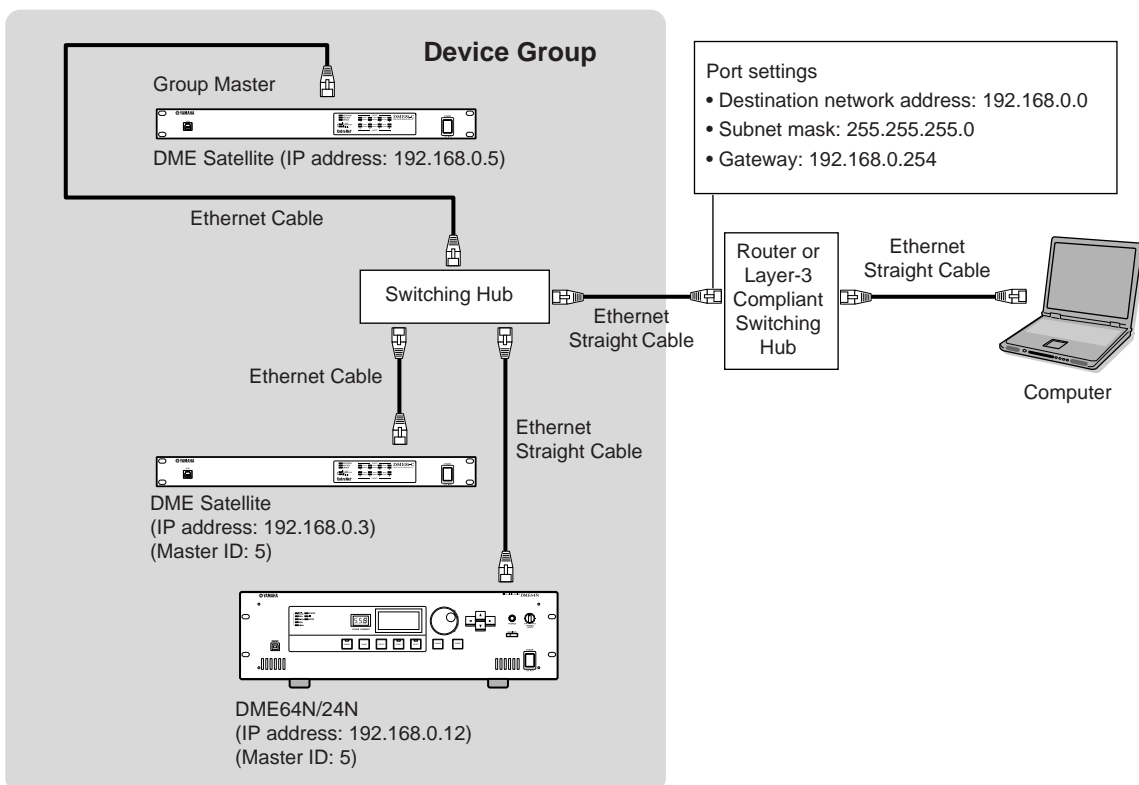 Device Group
Group Master
YAMAHA
DME Satellite (IP address: 192.168.0.5)
Ethernet Cable
Port settings
• Destination network address: 192.168.0.0
• Subnet mask: 255.255.255.0
• Gateway: 192.168.0.254
Switching Hub
Ethernet
Straight Cable
Router or
Layer-3
Compliant
Switching
Hub
Ethernet
Straight Cable
Computer
Ethernet Cable
Ethernet
Straight Cable
YAMAHA
DME Satellite
(IP address: 192.168.0.3)
(Master ID: 5)
YAMAHA
DME64N
DME64N/24N
(IP address: 192.168.0.12)
(Master ID: 5)